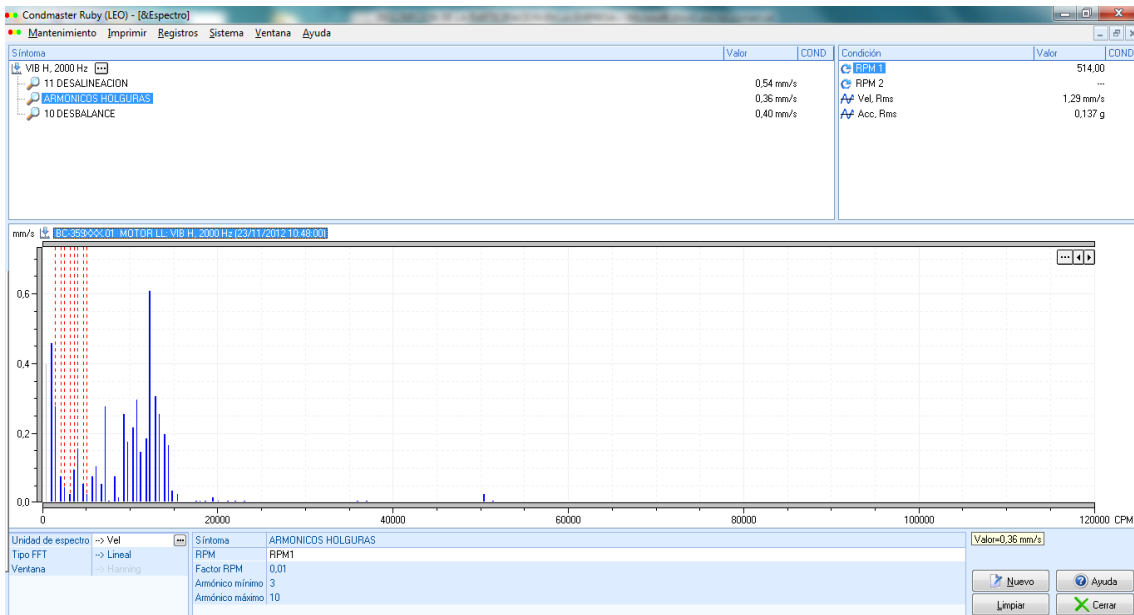 Condmaster Ruby (LEO) - [&Espectro]
Mantenimiento Imprimir Registros Sistema Ventana Ayuda
Síntoma Valor COND
VIB H, 2000 Hz
11 DESALINEACION 0,54 mm/s
ARMONICOS HOLGURAS 0,36 mm/s
10 DESBALANCE 0,40 mm/s
Condición Valor COND
RPM 1 514,00
RPM 2 ---
Vel, Rms 1,29 mm/s
Acc, Rms 0,137 g
mm/s BC-359XXX.01 MOTOR LL: VIB H, 2000 Hz (23/11/2012 10:48:00)
0,6
0,4
0,2
0,0
0 20000 40000 60000 80000 100000 120000 CPM
Unidad de espectro --> Vel
Tipo FFT --> Lineal
Ventana --> Hanning
Síntoma ARMONICOS HOLGURAS
RPM RPM1
Factor RPM 0,01
Armónico mínimo 3
Armónico máximo 10
Valor=0,36 mm/s
Nuevo Ayuda
Limpiar Cerrar